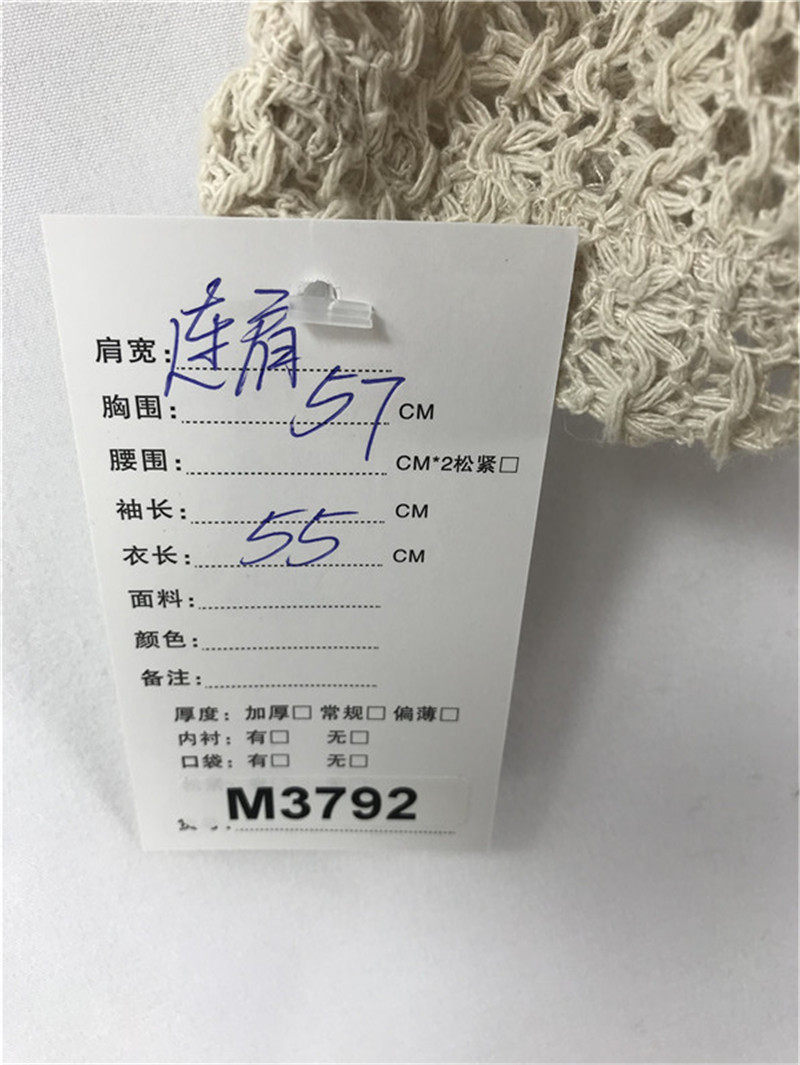 肩宽：连肩
胸围：57 CM
腰围： CM*2松紧□
袖长： CM
衣长：55 CM
面料：
颜色：
备注：
厚度：加厚□ 常规□ 偏薄□
内衬：有□ 无□
口袋：有□ 无□
M3792